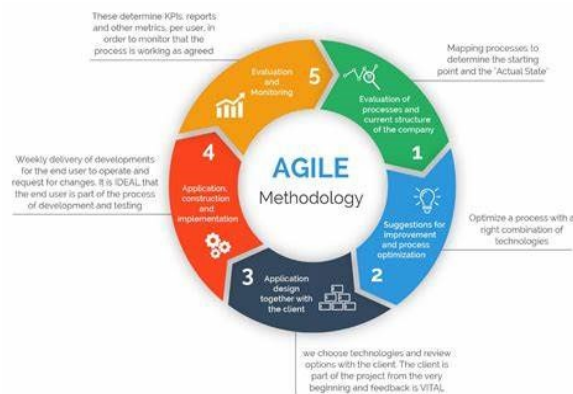 These determine KPIs, reports
and other metrics, per user, in
order to monitor that the
process is working as agreed
5
Evaluation
and
Monitoring
Mapping processes to
determine the starting
point and the "Actual State"
Evaluation of
processes and
current structure
of the company
1
AGILE
Methodology
Weekly delivery of developments
for the end user to operate and
request for changes. It is IDEAL that
the end user is part of the process
of development and testing
4
Application,
construction
and
implementation
Optimize a process with a
right combination of
technologies
Suggestions for
improvement
and process
optimization
2
3
Application
design
together with
the client
we choose technologies and review
options with the client. The client is
part of the project from the very
beginning and feedback is VITAL